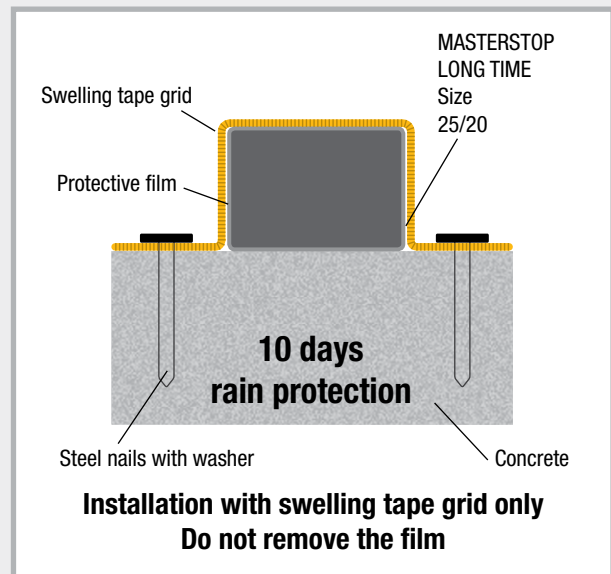 MASTERSTOP
LONG TIME
Size
25/20
Swelling tape grid
Protective film
10 days
rain protection
Steel nails with washer
Concrete
Installation with swelling tape grid only
Do not remove the film